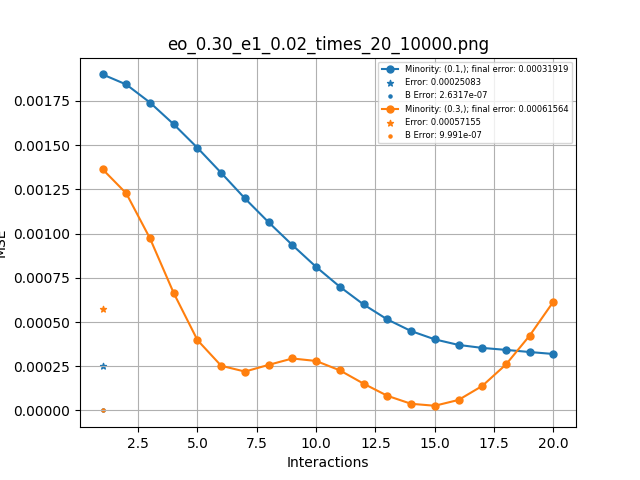 eo_0.30_e1_0.02_times_20_10000.png
Minority: (0.1,); final error: 0.00031919
Error: 0.00025083
B Error: 2.6317e-07
Minority: (0.3,); final error: 0.00061564
Error: 0.00057155
B Error: 9.991e-07
MSE
0.00175
0.00150
0.00125
0.00100
0.00075
0.00050
0.00025
0.00000
2.5 5.0 7.5 10.0 12.5 15.0 17.5 20.0
Interactions